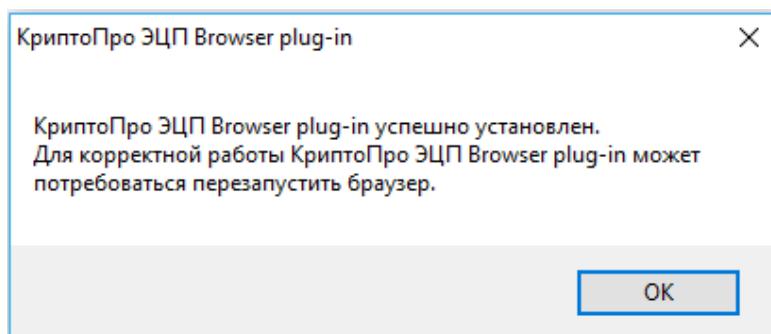 КриптоПро ЭЦП Browser plug-in
КриптоПро ЭЦП Browser plug-in успешно установлен.
Для корректной работы КриптоПро ЭЦП Browser plug-in может
потребоваться перезапустить браузер.
OK